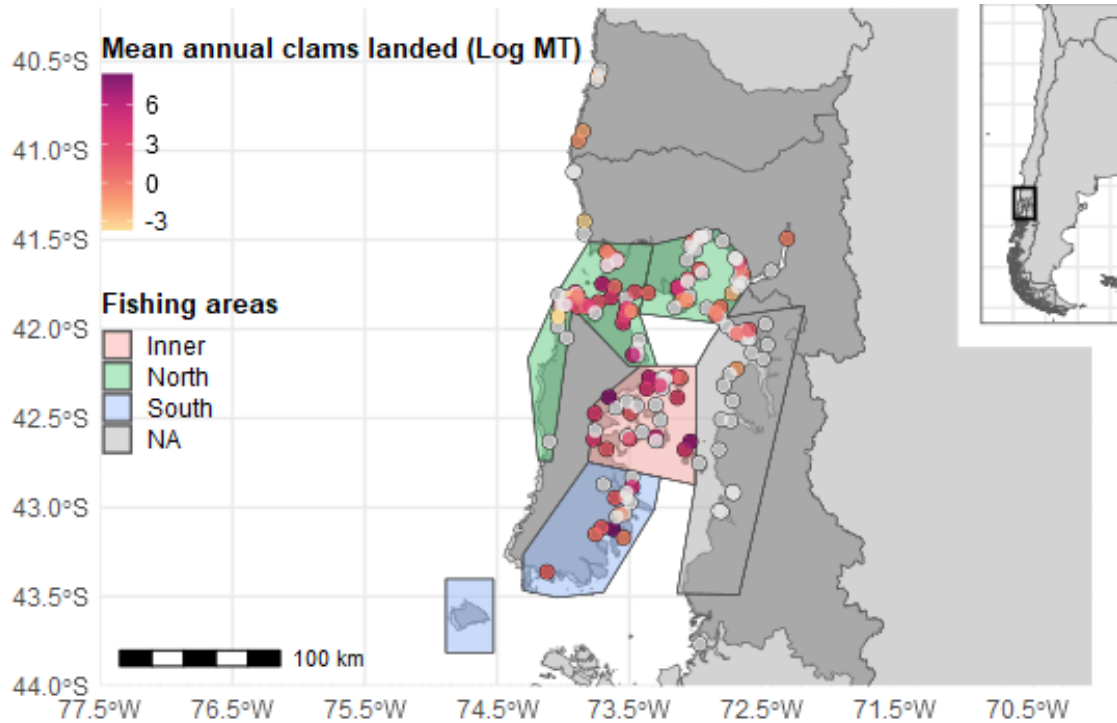 Mean annual clams landed (Log MT)
6
3
0
-3
Fishing areas
Inner
North
South
NA
100 km
40.5°S
41.0°S
41.5°S
42.0°S
42.5°S
43.0°S
43.5°S
44.0°S
77.5°W 76.5°W 75.5°W 74.5°W 73.5°W 72.5°W 71.5°W 70.5°W